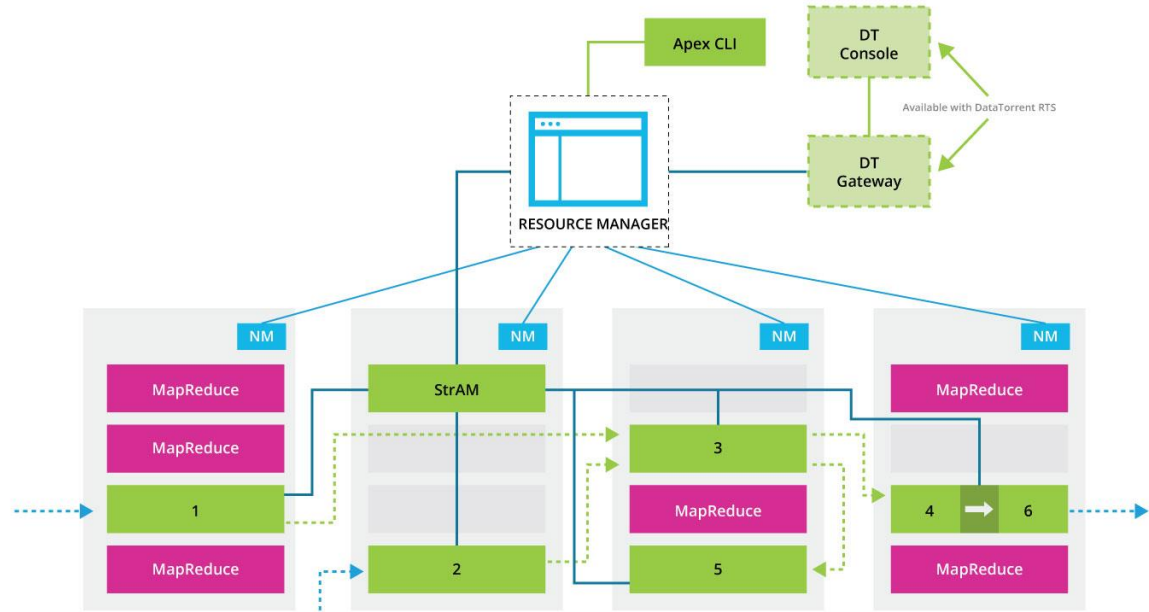 Apex CLI
DT
Console
Available with DataTorrent RTS
DT
Gateway
RESOURCE MANAGER
NM
NM
NM
NM
MapReduce
StrAM
MapReduce
MapReduce
3
1
MapReduce
4
6
MapReduce
2
5
MapReduce